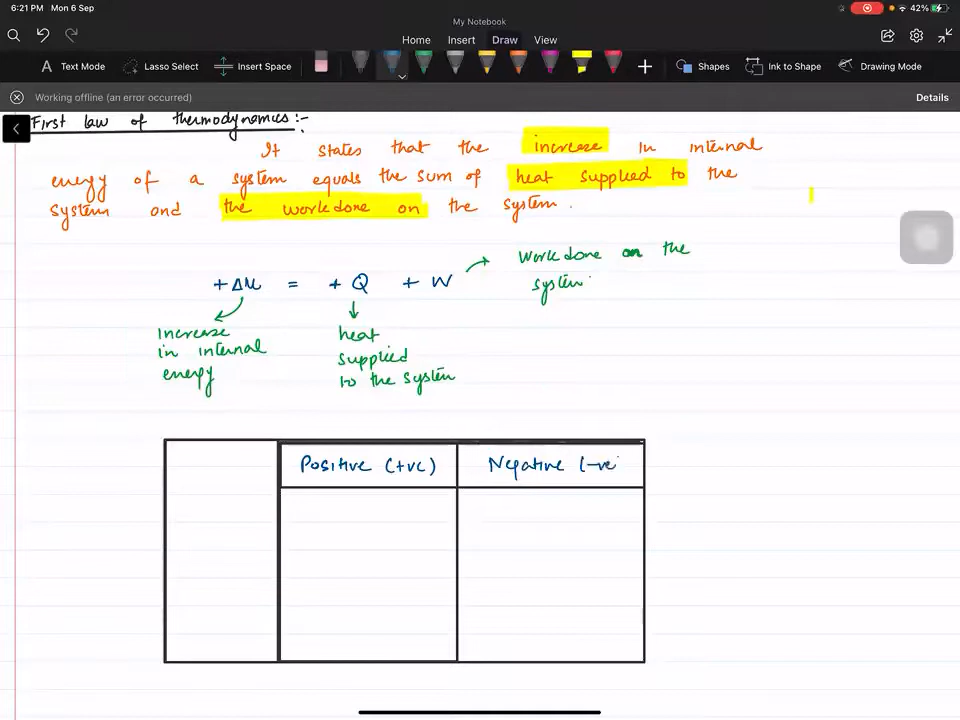 6:21 PM Mon 6 Sep
42%
My Notebook
Home Insert Draw View
Text Mode Lasso Select Insert Space Shapes Ink to Shape Drawing Mode
Working offline (an error occurred) Details
First law of thermodynamics :-
It states that the increase in internal
energy of a system equals the sum of heat supplied to the
system and the workdone on the system.
+ΔU = +Q + W
Workdone on the
system
increase
in internal
energy
heat
supplied
to the system
Positive (+ve) Negative (-ve